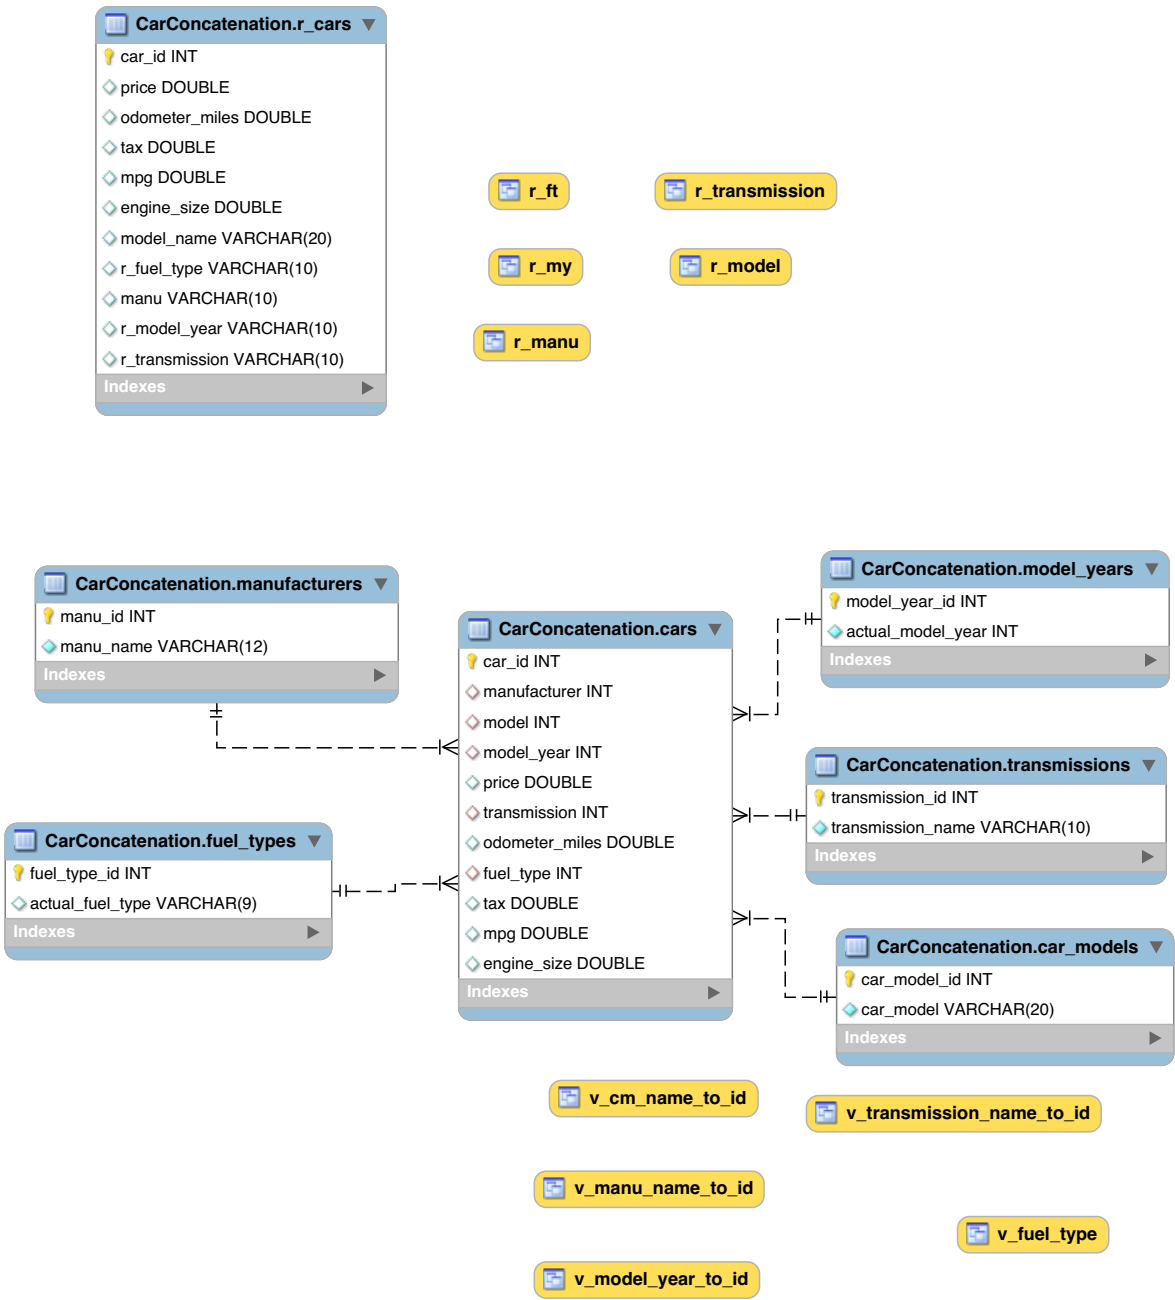 CarConcatenation.r_cars
car_id INT
price DOUBLE
odometer_miles DOUBLE
tax DOUBLE
mpg DOUBLE
engine_size DOUBLE
model_name VARCHAR(20)
r_fuel_type VARCHAR(10)
manu VARCHAR(10)
r_model_year VARCHAR(10)
r_transmission VARCHAR(10)
Indexes
r_ft
r_transmission
r_my
r_model
r_manu
CarConcatenation.manufacturers
manu_id INT
manu_name VARCHAR(12)
Indexes
CarConcatenation.fuel_types
fuel_type_id INT
actual_fuel_type VARCHAR(9)
Indexes
CarConcatenation.cars
car_id INT
manufacturer INT
model INT
model_year INT
price DOUBLE
transmission INT
odometer_miles DOUBLE
fuel_type INT
tax DOUBLE
mpg DOUBLE
engine_size DOUBLE
Indexes
CarConcatenation.model_years
model_year_id INT
actual_model_year INT
Indexes
CarConcatenation.transmissions
transmission_id INT
transmission_name VARCHAR(10)
Indexes
CarConcatenation.car_models
car_model_id INT
car_model VARCHAR(20)
Indexes
v_cm_name_to_id
v_transmission_name_to_id
v_manu_name_to_id
v_fuel_type
v_model_year_to_id